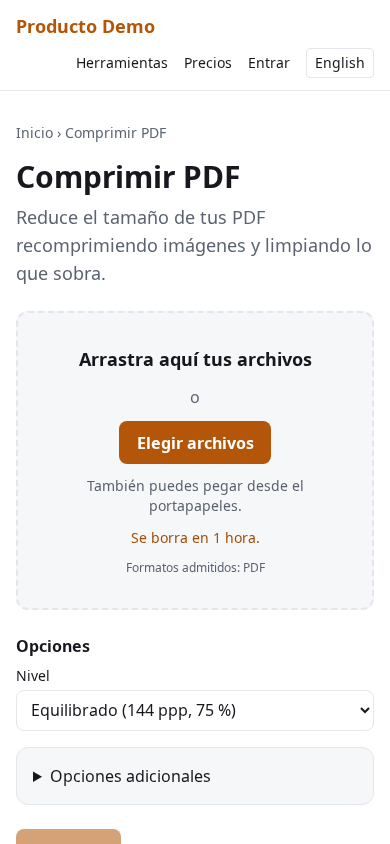 Producto Demo
Herramientas Precios Entrar English
Inicio › Comprimir PDF
Comprimir PDF
Reduce el tamaño de tus PDF
recomprimiendo imágenes y limpiando lo
que sobra.
Arrastra aquí tus archivos
o
Elegir archivos
También puedes pegar desde el
portapapeles.
Se borra en 1 hora.
Formatos admitidos: PDF
Opciones
Nivel
Equilibrado (144 ppp, 75 %)
Opciones adicionales